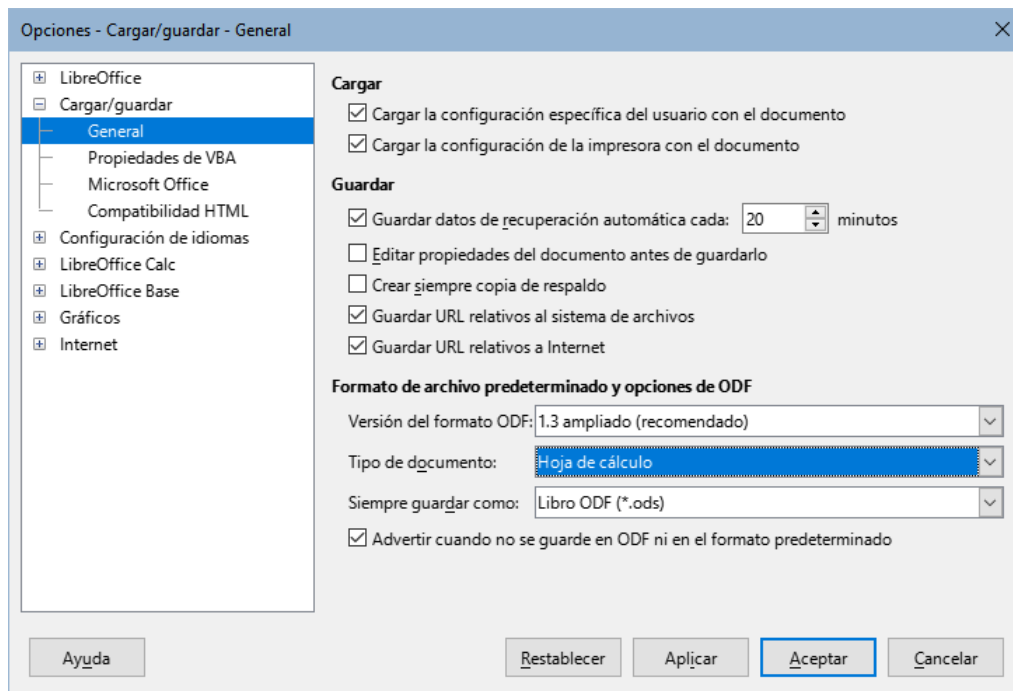 Opciones - Cargar/guardar - General
LibreOffice
Cargar/guardar
General
Propiedades de VBA
Microsoft Office
Compatibilidad HTML
Configuración de idiomas
LibreOffice Calc
LibreOffice Base
Gráficos
Internet
Cargar
Cargar la configuración específica del usuario con el documento
Cargar la configuración de la impresora con el documento
Guardar
Guardar datos de recuperación automática cada: 20 minutos
Editar propiedades del documento antes de guardarlo
Crear siempre copia de respaldo
Guardar URL relativos al sistema de archivos
Guardar URL relativos a Internet
Formato de archivo predeterminado y opciones de ODF
Versión del formato ODF: 1.3 ampliado (recomendado)
Tipo de documento: Hoja de cálculo
Siempre guardar como: Libro ODF (*.ods)
Advertir cuando no se guarde en ODF ni en el formato predeterminado
Ayuda Restablecer Aplicar Aceptar Cancelar